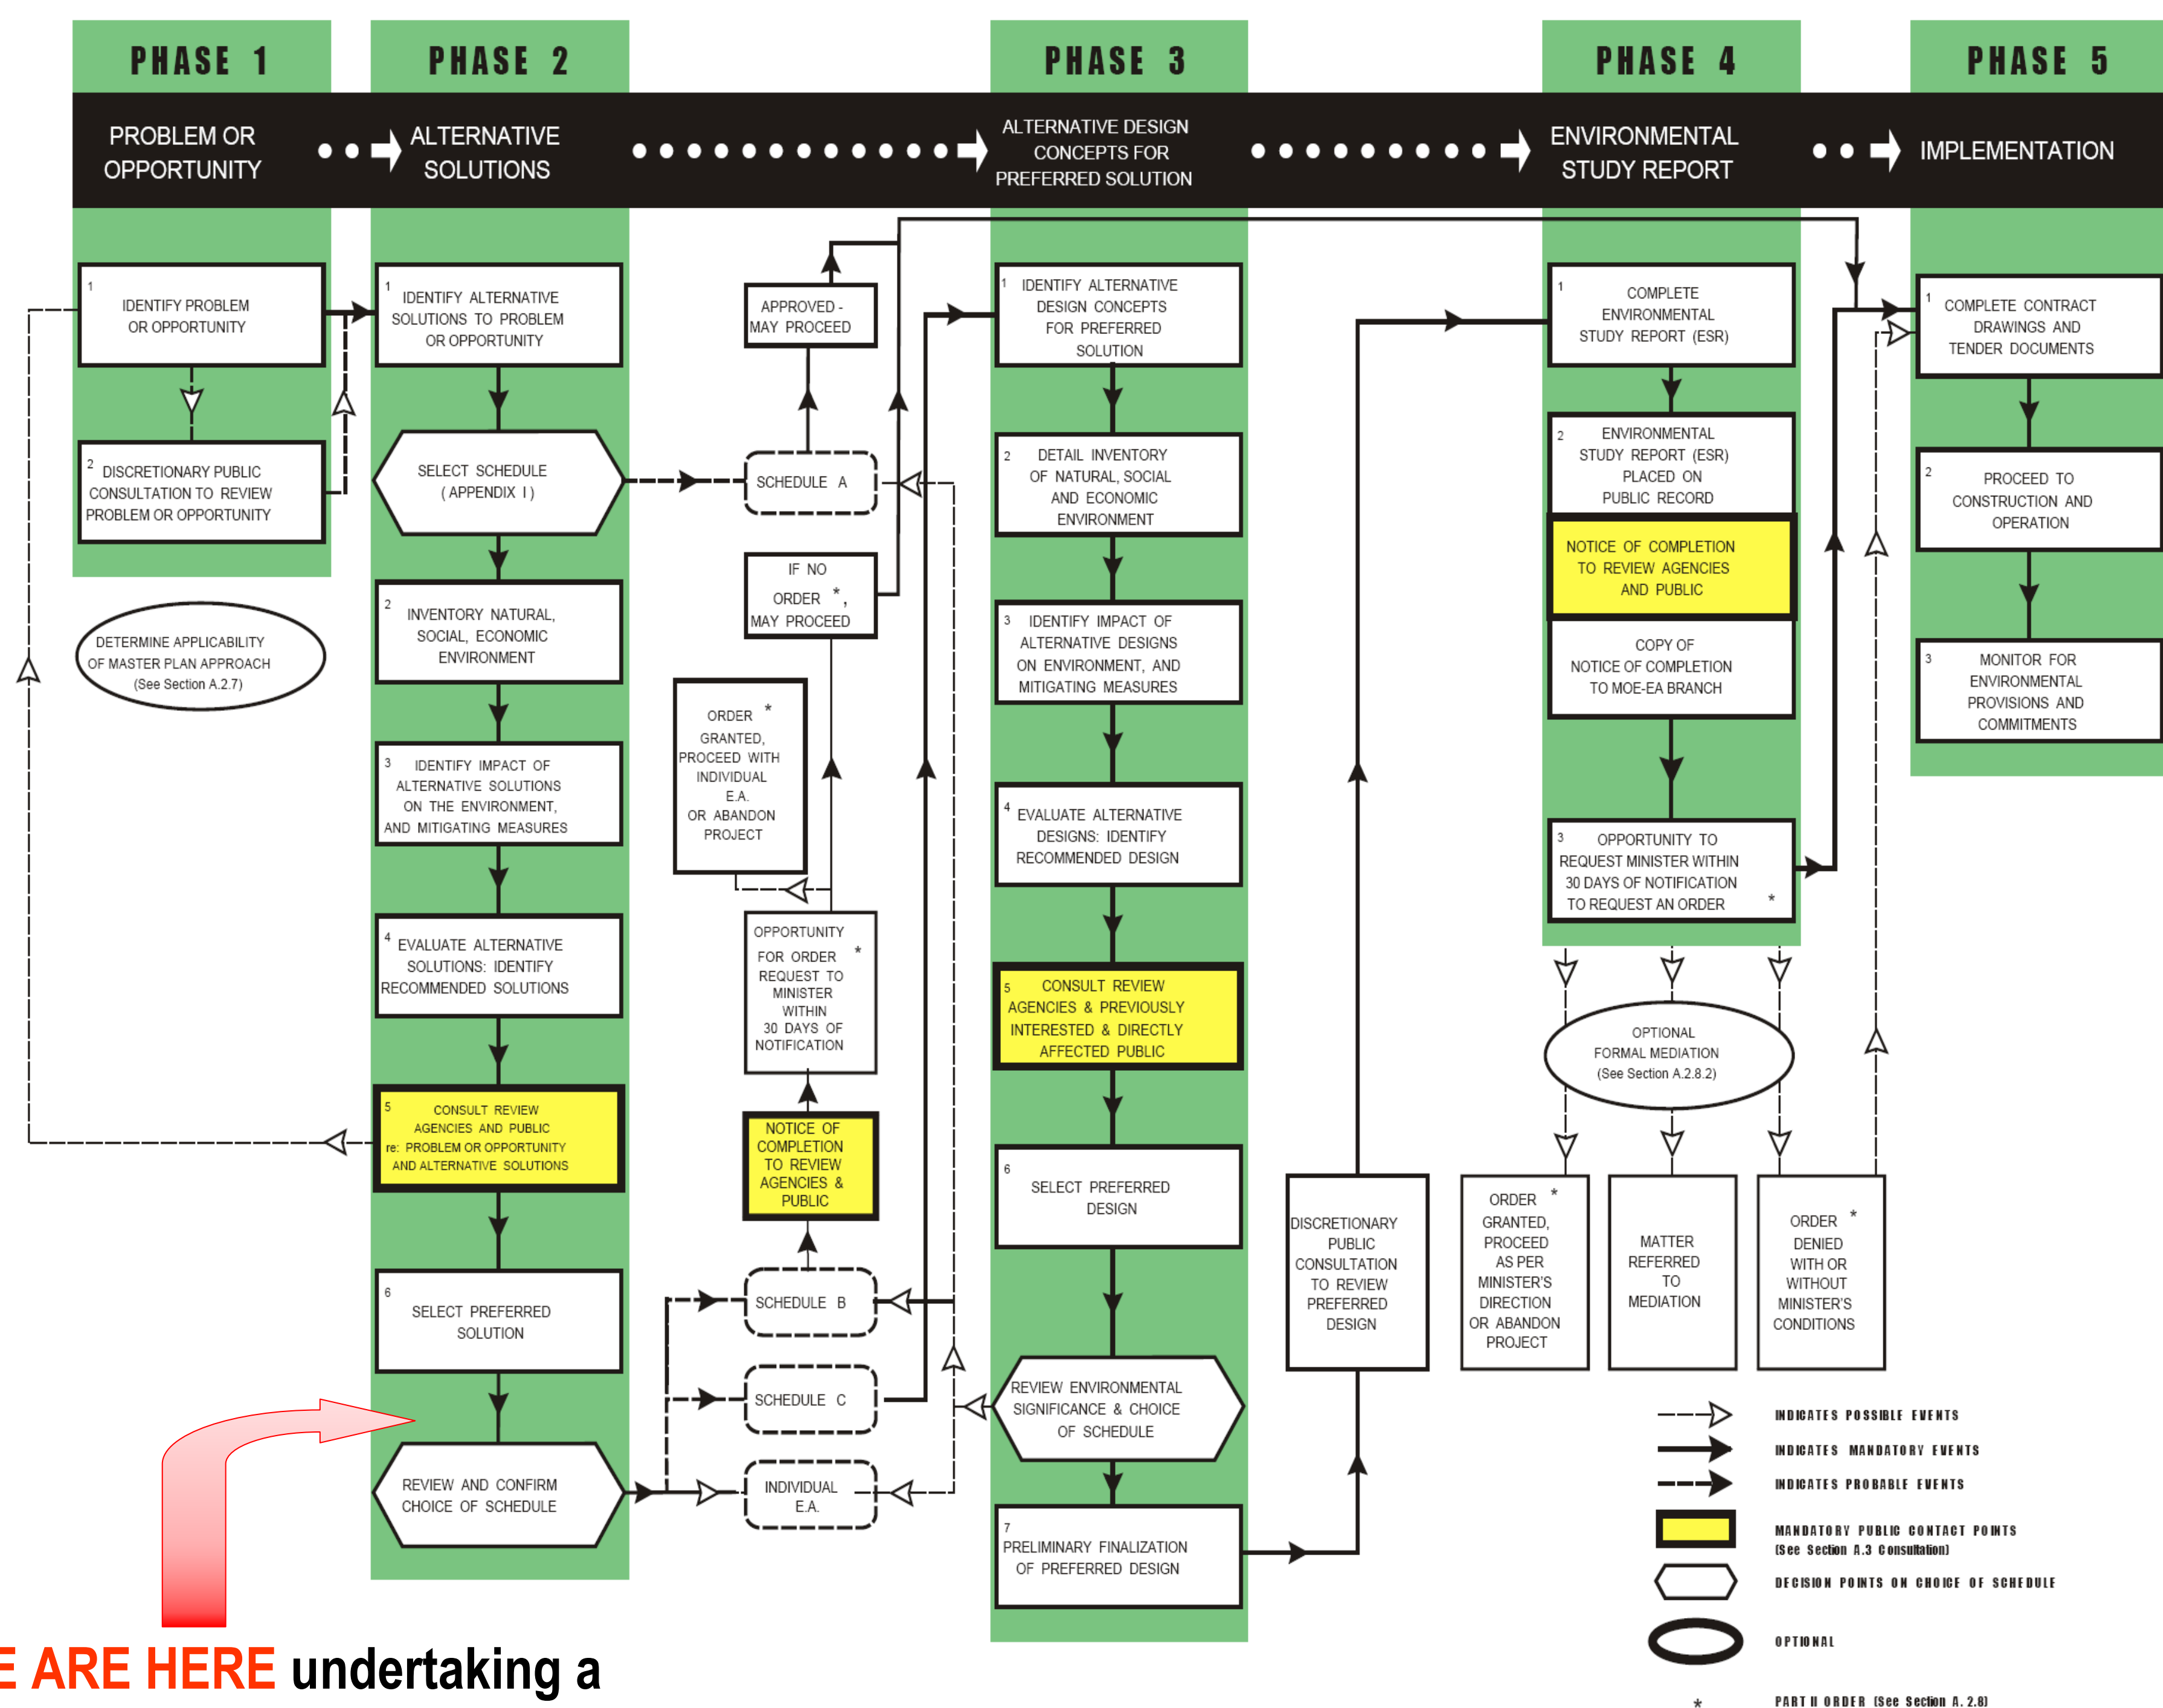 PHASE 1
PHASE 2
PHASE 3
PHASE 4
PHASE 5
PROBLEM OR
OPPORTUNITY
ALTERNATIVE
SOLUTIONS
ALTERNATIVE DESIGN
CONCEPTS FOR
PREFERRED SOLUTION
ENVIRONMENTAL
STUDY REPORT
IMPLEMENTATION
1
IDENTIFY PROBLEM
OR OPPORTUNITY
2 DISCRETIONARY PUBLIC
CONSULTATION TO REVIEW
PROBLEM OR OPPORTUNITY
DETERMINE APPLICABILITY
OF MASTER PLAN APPROACH
(See Section A.2.7)
1
IDENTIFY ALTERNATIVE
SOLUTIONS TO PROBLEM
OR OPPORTUNITY
SELECT SCHEDULE
( APPENDIX I )
2
INVENTORY NATURAL,
SOCIAL, ECONOMIC
ENVIRONMENT
3 IDENTIFY IMPACT OF
ALTERNATIVE SOLUTIONS
ON THE ENVIRONMENT,
AND MITIGATING MEASURES
4 EVALUATE ALTERNATIVE
SOLUTIONS: IDENTIFY
RECOMMENDED SOLUTIONS
5 CONSULT REVIEW
AGENCIES AND PUBLIC
re: PROBLEM OR OPPORTUNITY
AND ALTERNATIVE SOLUTIONS
6
SELECT PREFERRED
SOLUTION
REVIEW AND CONFIRM
CHOICE OF SCHEDULE
APPROVED -
MAY PROCEED
SCHEDULE A
IF NO
ORDER *,
MAY PROCEED
ORDER *
GRANTED,
PROCEED WITH
INDIVIDUAL
E.A.
OR ABANDON
PROJECT
OPPORTUNITY
FOR ORDER *
REQUEST TO
MINISTER
WITHIN
30 DAYS OF
NOTIFICATION
NOTICE OF
COMPLETION
TO REVIEW
AGENCIES &
PUBLIC
SCHEDULE B
SCHEDULE C
INDIVIDUAL
E.A.
1 IDENTIFY ALTERNATIVE
DESIGN CONCEPTS
FOR PREFERRED
SOLUTION
2 DETAIL INVENTORY
OF NATURAL, SOCIAL
AND ECONOMIC
ENVIRONMENT
3 IDENTIFY IMPACT OF
ALTERNATIVE DESIGNS
ON ENVIRONMENT, AND
MITIGATING MEASURES
4 EVALUATE ALTERNATIVE
DESIGNS: IDENTIFY
RECOMMENDED DESIGN
5 CONSULT REVIEW
AGENCIES & PREVIOUSLY
INTERESTED & DIRECTLY
AFFECTED PUBLIC
6
SELECT PREFERRED
DESIGN
REVIEW ENVIRONMENTAL
SIGNIFICANCE & CHOICE
OF SCHEDULE
7
PRELIMINARY FINALIZATION
OF PREFERRED DESIGN
DISCRETIONARY
PUBLIC
CONSULTATION
TO REVIEW
PREFERRED
DESIGN
1 COMPLETE
ENVIRONMENTAL
STUDY REPORT (ESR)
2 ENVIRONMENTAL
STUDY REPORT (ESR)
PLACED ON
PUBLIC RECORD
NOTICE OF COMPLETION
TO REVIEW AGENCIES
AND PUBLIC
COPY OF
NOTICE OF COMPLETION
TO MOE-EA BRANCH
3 OPPORTUNITY TO
REQUEST MINISTER WITHIN
30 DAYS OF NOTIFICATION
TO REQUEST AN ORDER *
OPTIONAL
FORMAL MEDIATION
(See Section A.2.8.2)
ORDER *
GRANTED,
PROCEED
AS PER
MINISTER'S
DIRECTION
OR ABANDON
PROJECT
MATTER
REFERRED
TO
MEDIATION
ORDER *
DENIED
WITH OR
WITHOUT
MINISTER'S
CONDITIONS
1 COMPLETE CONTRACT
DRAWINGS AND
TENDER DOCUMENTS
2 PROCEED TO
CONSTRUCTION AND
OPERATION
3 MONITOR FOR
ENVIRONMENTAL
PROVISIONS AND
COMMITMENTS
INDICATES POSSIBLE EVENTS
INDICATES MANDATORY EVENTS
INDICATES PROBABLE EVENTS
MANDATORY PUBLIC CONTACT POINTS
(See Section A.3 Consultation)
DECISION POINTS ON CHOICE OF SCHEDULE
OPTIONAL
* PART II ORDER (See Section A. 2.8)
E ARE HERE undertaking a